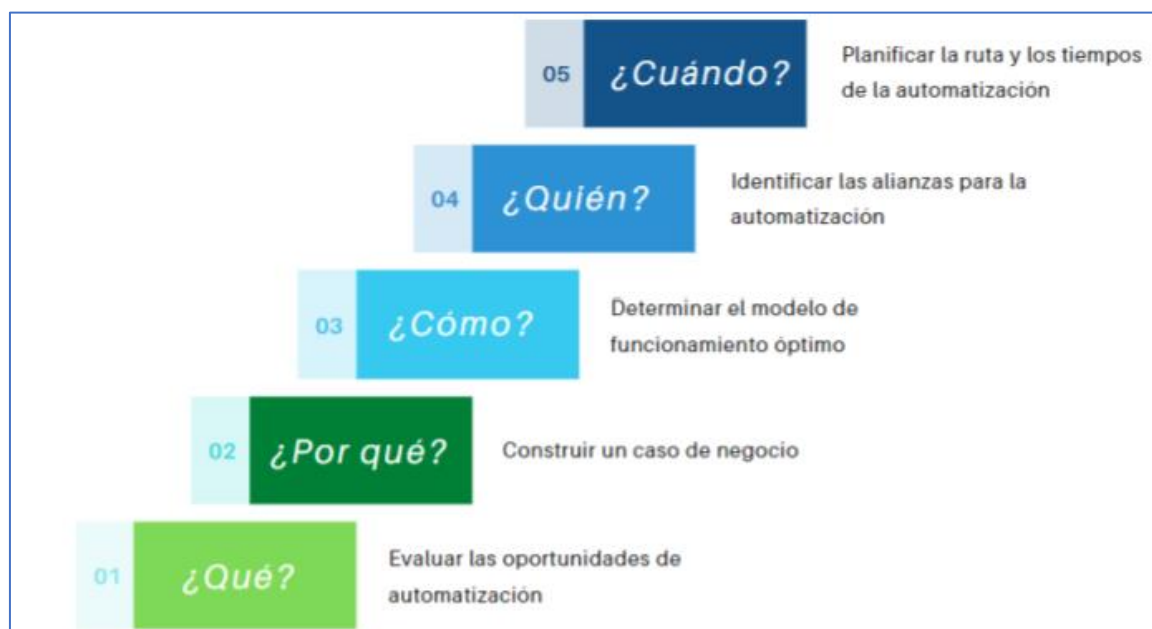 05
¿Cuándo?
Planificar la ruta y los tiempos
de la automatización
04
¿Quién?
Identificar las alianzas para la
automatización
03
¿Cómo?
Determinar el modelo de
funcionamiento óptimo
02
¿Por qué?
Construir un caso de negocio
01
¿Qué?
Evaluar las oportunidades de
automatización